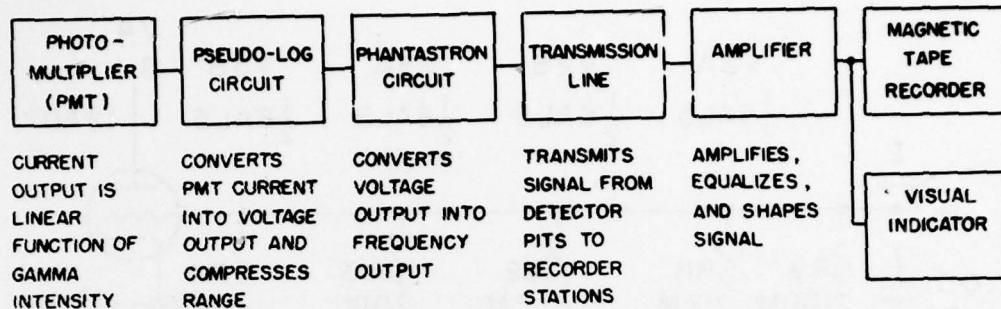 PHOTO-
MULTIPLIER
(PMT)
PSEUDO-LOG
CIRCUIT
PHANTASTRON
CIRCUIT
TRANSMISSION
LINE
AMPLIFIER
MAGNETIC
TAPE
RECORDER
CURRENT
OUTPUT IS
LINEAR
FUNCTION OF
GAMMA
INTENSITY
CONVERTS
PMT CURRENT
INTO VOLTAGE
OUTPUT AND
COMPRESSES
RANGE
CONVERTS
VOLTAGE
OUTPUT INTO
FREQUENCY
OUTPUT
TRANSMITS
SIGNAL FROM
DETECTOR
PITS TO
RECORDER
STATIONS
AMPLIFIES,
EQUALIZES,
AND SHAPES
SIGNAL
VISUAL
INDICATOR